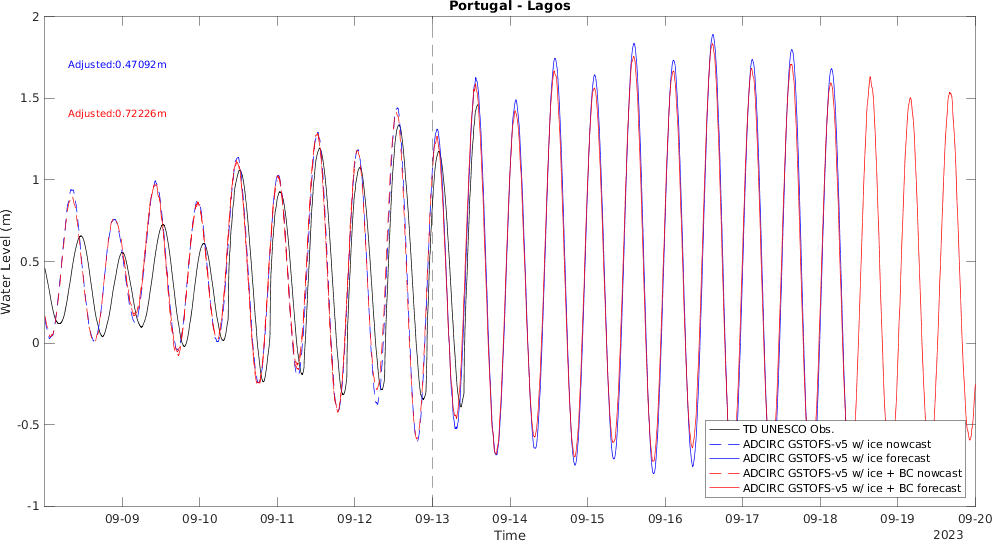 Portugal - Lagos
Adjusted:0.47092m
Adjusted:0.72226m
Water Level (m)
2
1.5
1
0.5
0
-0.5
-1
TD UNESCO Obs.
ADCIRC GSTOFS-v5 w/ ice nowcast
ADCIRC GSTOFS-v5 w/ ice forecast
ADCIRC GSTOFS-v5 w/ ice + BC nowcast
ADCIRC GSTOFS-v5 w/ ice + BC forecast
09-09 09-10 09-11 09-12 09-13 09-14 09-15 09-16 09-17 09-18 09-19 09-20
Time
2023